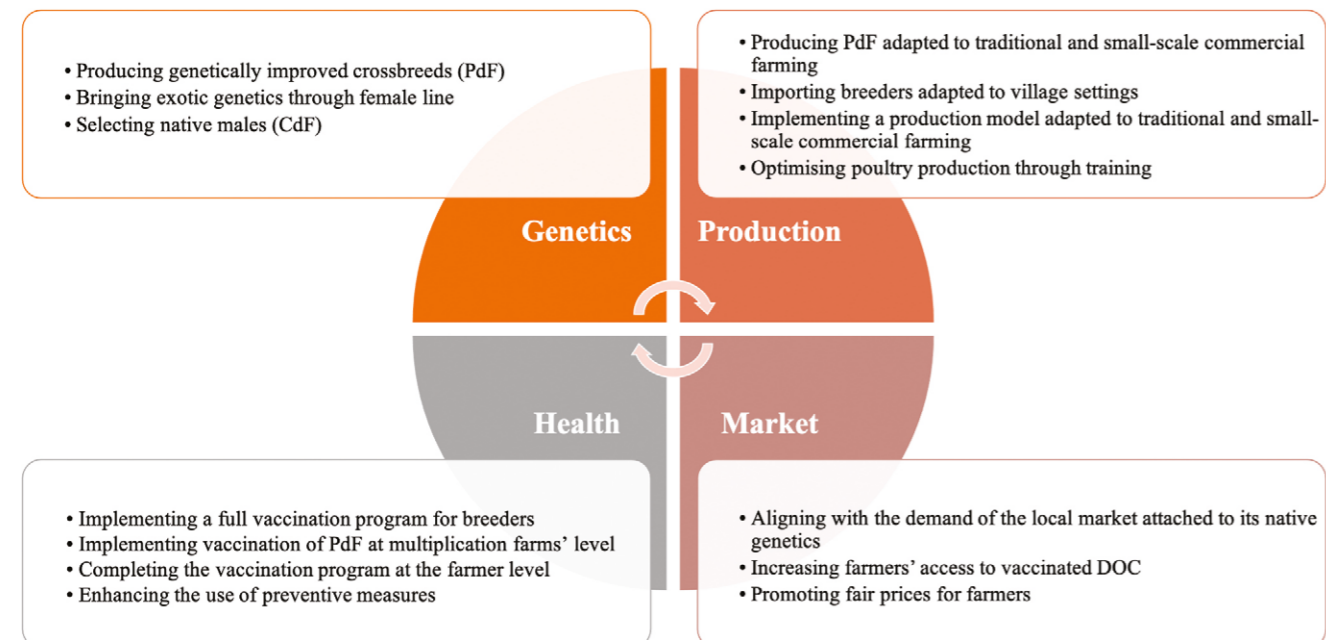 • Producing genetically improved crossbreeds (PdF)
• Bringing exotic genetics through female line
• Selecting native males (CdF)
• Producing PdF adapted to traditional and small-scale commercial
farming
• Importing breeders adapted to village settings
• Implementing a production model adapted to traditional and small-
scale commercial farming
• Optimising poultry production through training
Genetics
Production
Health
Market
• Implementing a full vaccination program for breeders
• Implementing vaccination of PdF at multiplication farms’ level
• Completing the vaccination program at the farmer level
• Enhancing the use of preventive measures
• Aligning with the demand of the local market attached to its native
genetics
• Increasing farmers’ access to vaccinated DOC
• Promoting fair prices for farmers